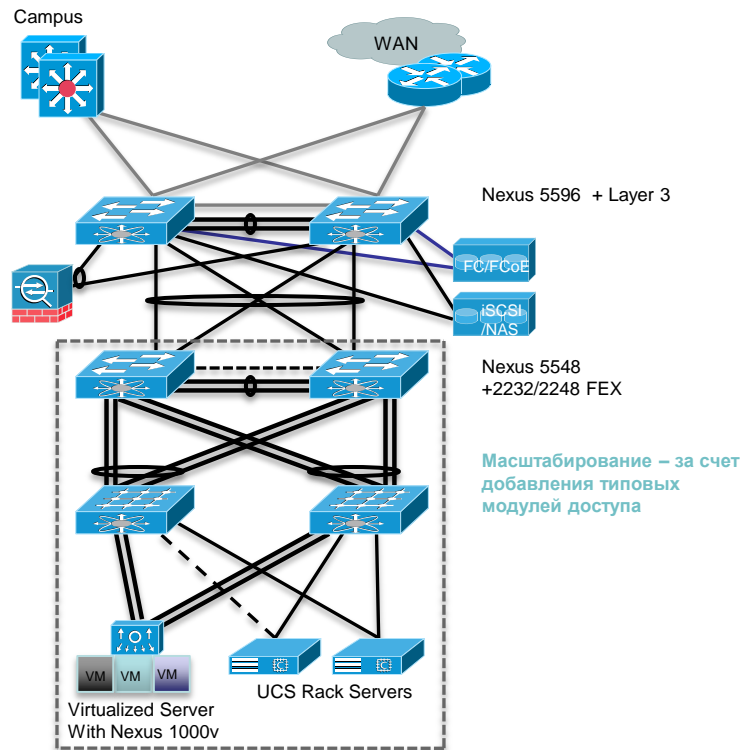 Campus
WAN
Nexus 5596 + Layer 3
FC/FCoE
iSCSI
/NAS
Nexus 5548
+2232/2248 FEX
Масштабирование – за счет
добавления типовых
модулей доступа
VM VM VM
C C
UCS Rack Servers
Virtualized Server
With Nexus 1000v